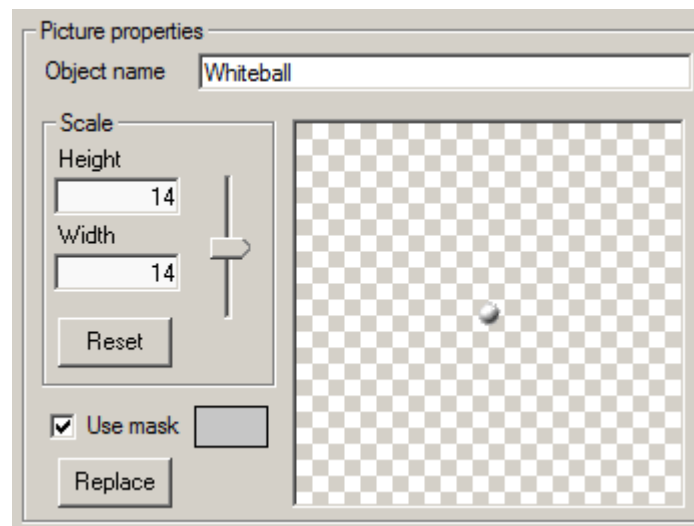 Picture properties
Object name Whiteball
Scale
Height
14
Width
14
Reset
Use mask
Replace